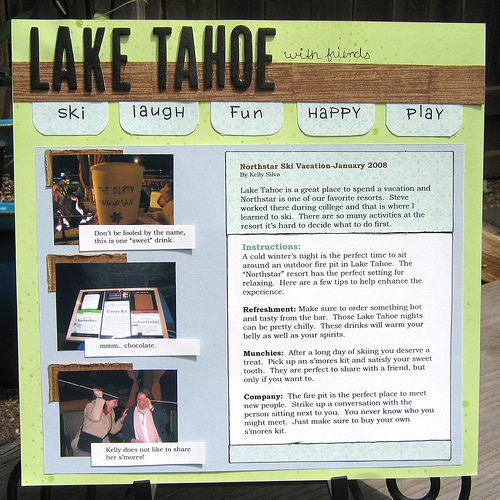 LAKE TAHOE with friends
ski laugH Fun HaPPY PlaY
THE DIRTY
SNOWMAN
Don't be fooled by the name,
this is one "sweet" drink.
mmm.. chocolate.
Kelly does not like to share
her s'mores!
Northstar Ski Vacation-January 2008
By Kelly Silva
Lake Tahoe is a great place to spend a vacation and
Northstar is one of our favorite resorts. Steve
worked there during college and that is where I
learned to ski. There are so many activities at the
resort it's hard to decide what to do first.
Instructions:
A cold winter's night is the perfect time to sit
around an outdoor fire pit in Lake Tahoe. The
"Northstar" resort has the perfect setting for
relaxing. Here are a few tips to help enhance the
experience.
Refreshment: Make sure to order something hot
and tasty from the bar. Those Lake Tahoe nights
can be pretty chilly. These drinks will warm your
belly as well as your spirits.
Munchies: After a long day of skiing you deserve a
treat. Pick up an s'mores kit and satisfy your sweet
tooth. They are perfect to share with a friend, but
only if you want to.
Company: The fire pit is the perfect place to meet
new people. Strike up a conversation with the
person sitting next to you. You never know who you
might meet. Just make sure to buy your own
s'mores kit.